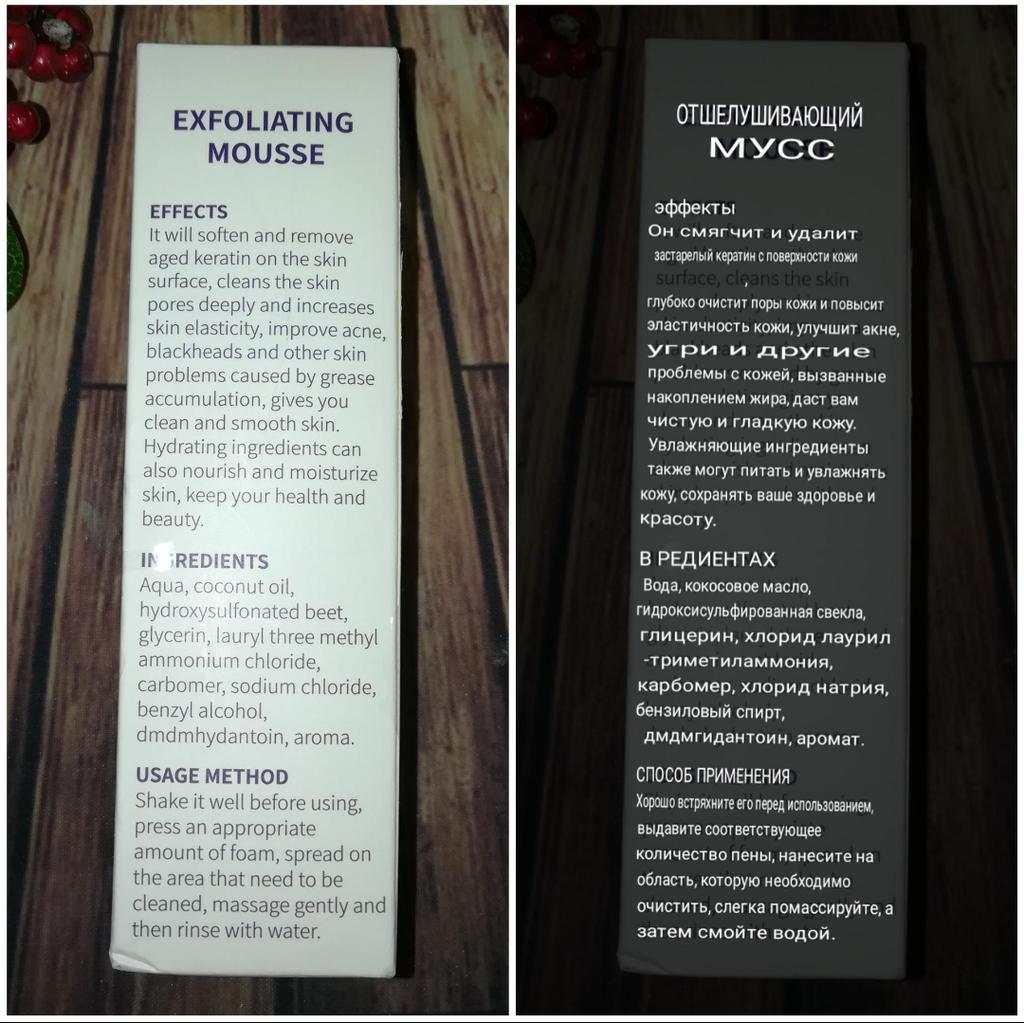 EXFOLIATING
MOUSSE
EFFECTS
It will soften and remove
aged keratin on the skin
surface, cleans the skin
pores deeply and increases
skin elasticity, improve acne,
blackheads and other skin
problems caused by grease
accumulation, gives you
clean and smooth skin.
Hydrating ingredients can
also nourish and moisturize
skin, keep your health and
beauty.
INGREDIENTS
Aqua, coconut oil,
hydroxysulfonated beet,
glycerin, lauryl three methyl
ammonium chloride,
carbomer, sodium chloride,
benzyl alcohol,
dmdmhydantoin, aroma.
USAGE METHOD
Shake it well before using,
press an appropriate
amount of foam, spread on
the area that need to be
cleaned, massage gently and
then rinse with water.
ОТШЕЛУШИВАЮЩИЙ
МУСС
эффекты
Он смягчит и удалит
застарелый кератин с поверхности кожи
surface, cleans the skin
,
глубоко очистит поры кожи и повысит
эластичность кожи, улучшит акне,
угри и другие
проблемы с кожей, вызванные
накоплением жира, даст вам
чистую и гладкую кожу.
Увлажняющие ингредиенты
также могут питать и увлажнять
кожу, сохранять ваше здоровье и
красоту.
В РЕДИЕНТАХ
Вода, кокосовое масло,
гидроксисульфированная свекла,
глицерин, хлорид лаурил
-триметиламмония,
карбомер, хлорид натрия,
бензиловый спирт,
дмдмгидантоин, аромат.
СПОСОБ ПРИМЕНЕНИЯ
Хорошо встряхните его перед использованием,
выдавите соответствующее
количество пены, нанесите на
область, которую необходимо
очистить, слегка помассируйте, а
затем смойте водой.